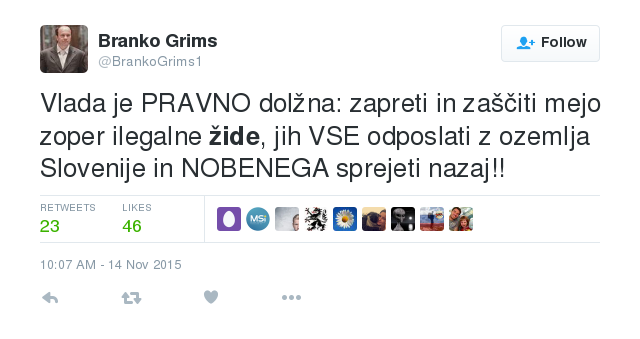 Branko Grims
@BrankoGrims1
Follow
Vlada je PRAVNO dolžna: zapreti in zaščiti mejo
zoper ilegalne žide, jih VSE odposlati z ozemlja
Slovenije in NOBENEGA sprejeti nazaj!!
RETWEETS LIKES
23 46
MSi
10:07 AM - 14 Nov 2015